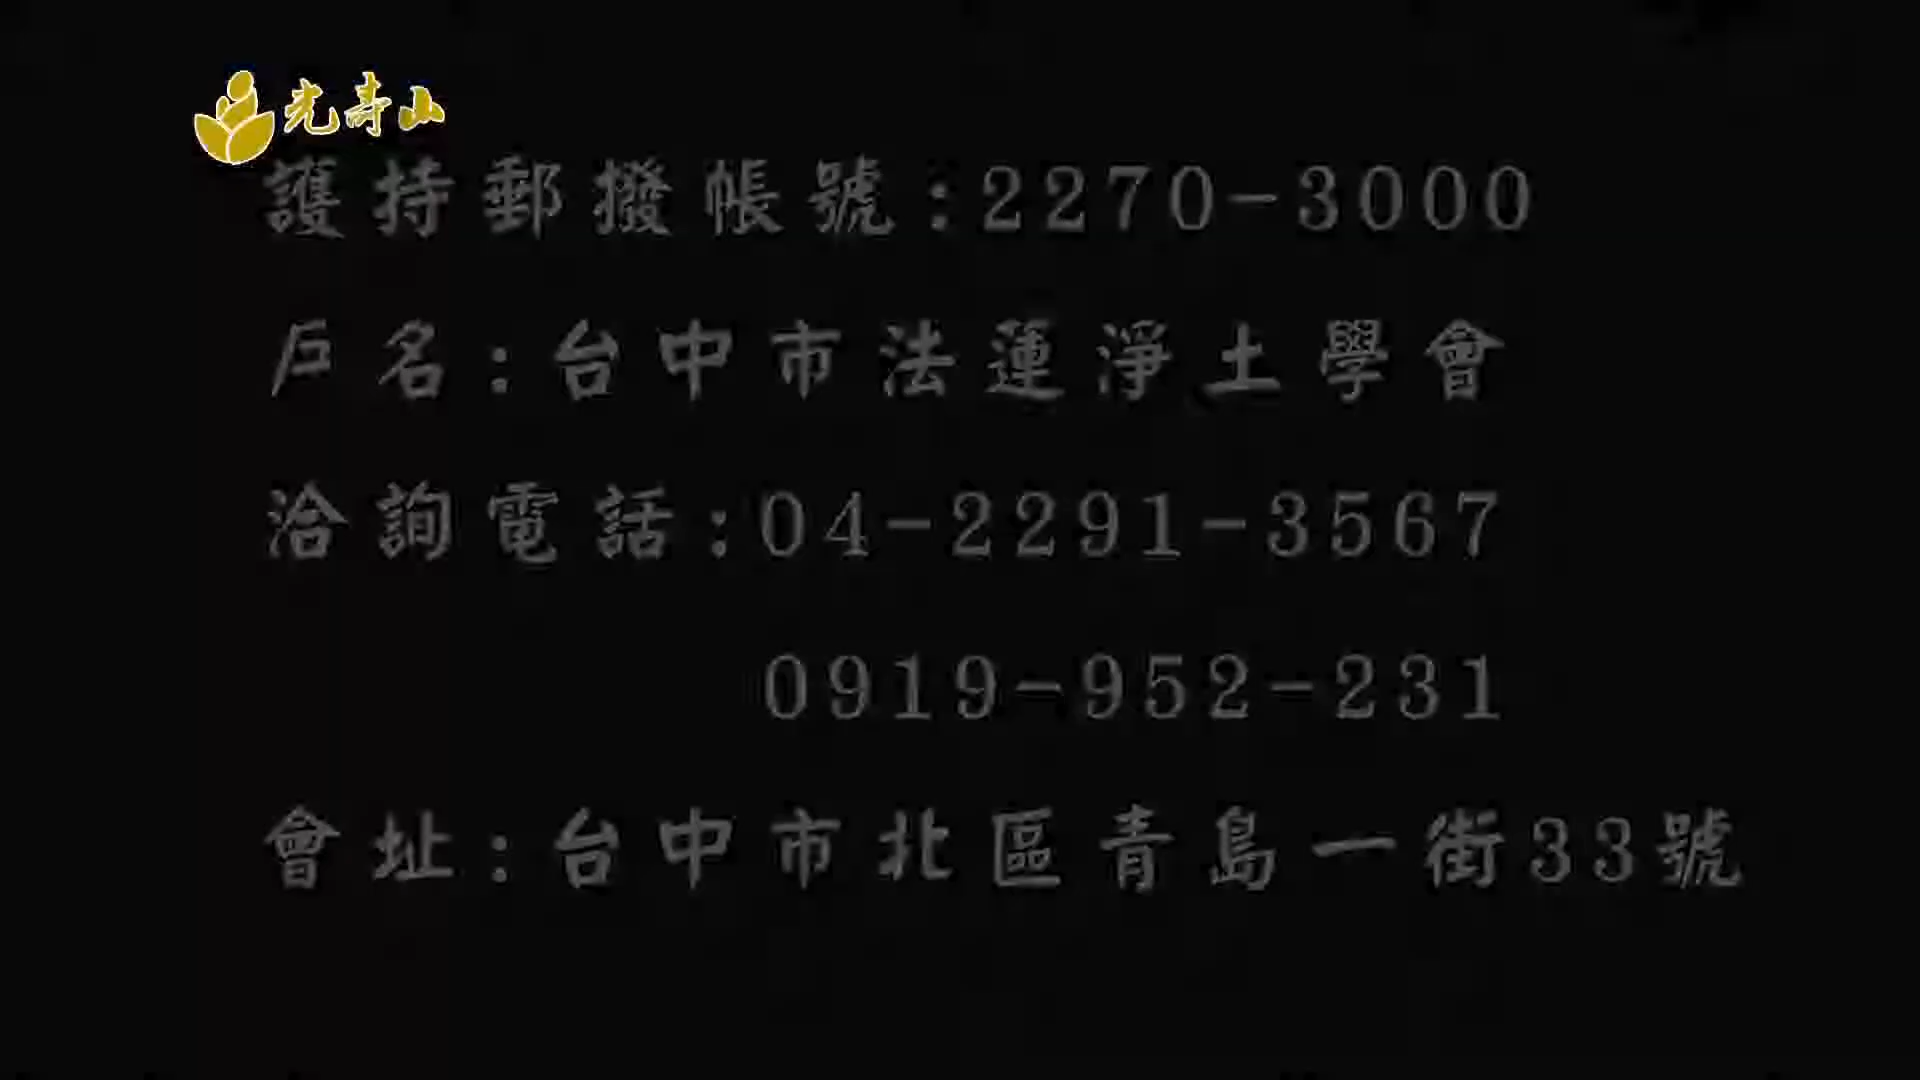 光壽山
護持郵撥帳號:2270-3000
戶名:台中市法蓮淨土學會
洽詢電話:04-2291-3567
0919-952-231
會址:台中市北區青島一街33號